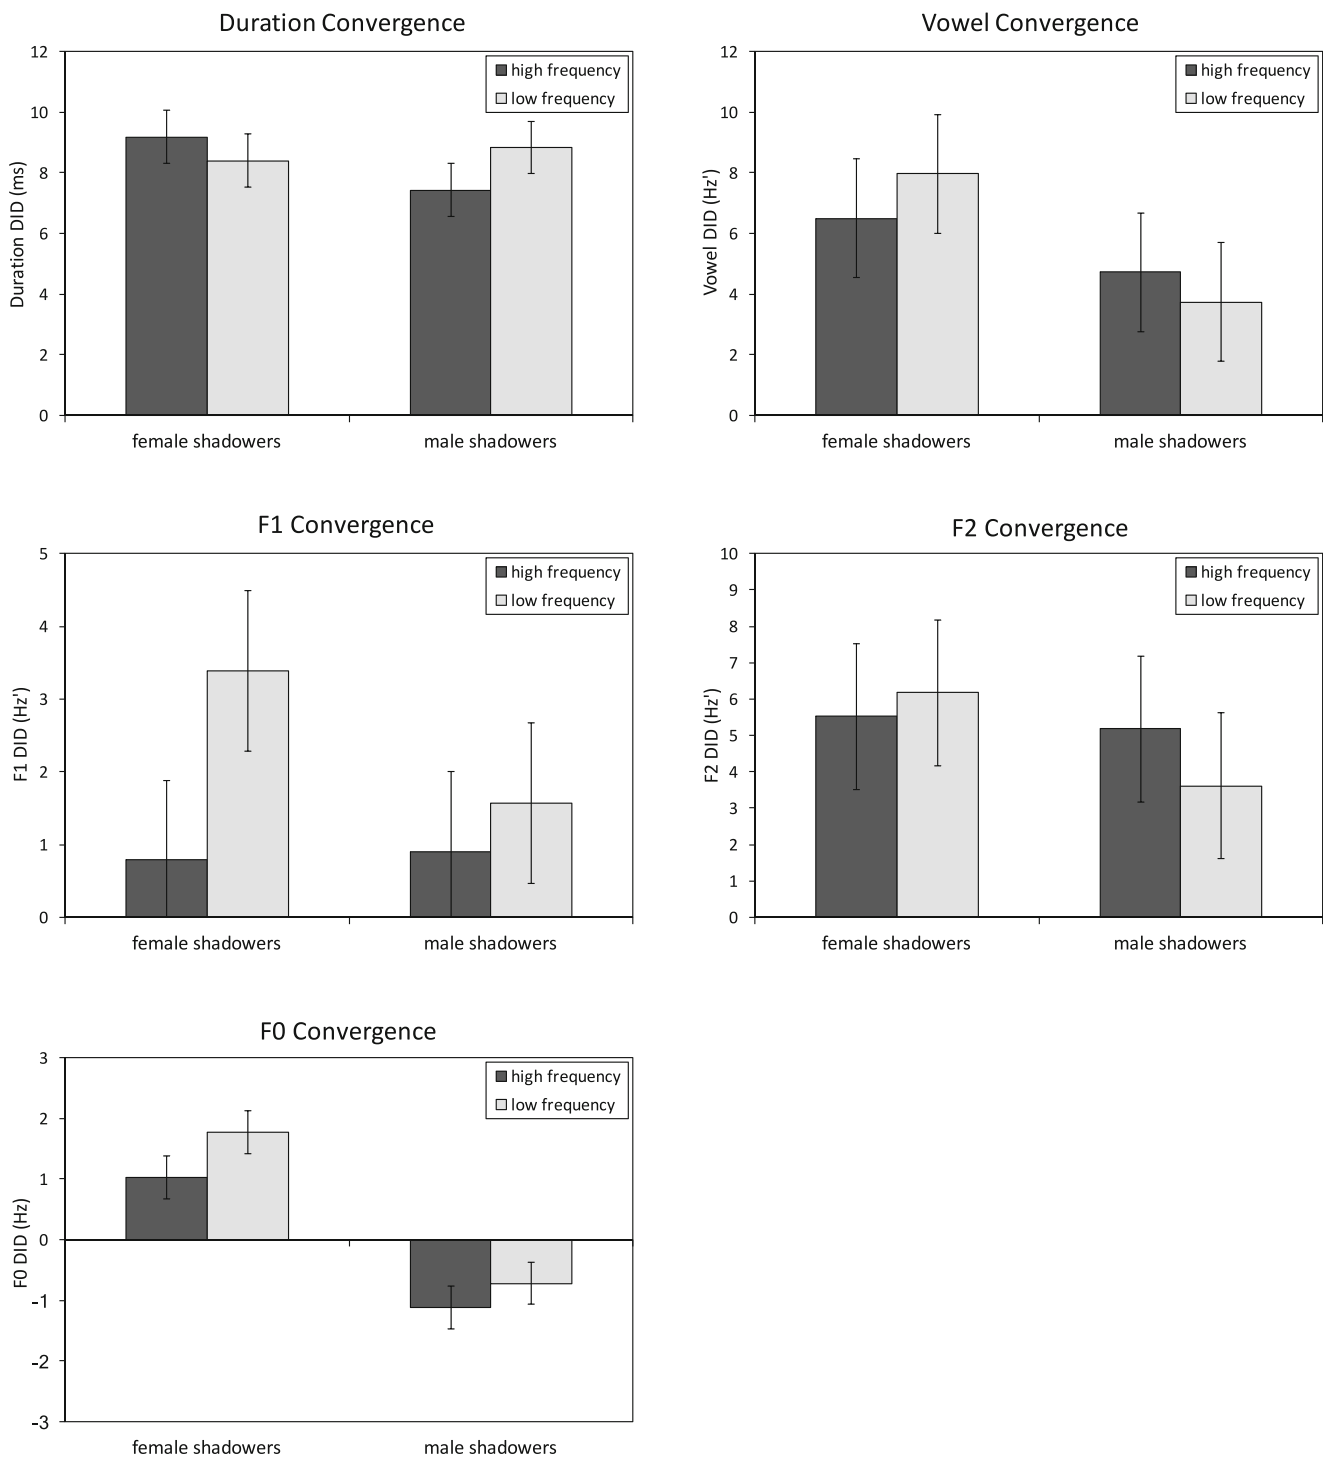 Duration Convergence
12
10
8
6
4
2
0
Duration DID (ms)
high frequency
low frequency
female shadowers
male shadowers
Vowel Convergence
12
10
8
6
4
2
0
Vowel DID (Hz')
high frequency
low frequency
female shadowers
male shadowers
F1 Convergence
5
4
3
2
1
0
F1 DID (Hz')
high frequency
low frequency
female shadowers
male shadowers
F2 Convergence
10
9
8
7
6
5
4
3
2
1
0
F2 DID (Hz')
high frequency
low frequency
female shadowers
male shadowers
F0 Convergence
3
2
1
0
-1
-2
-3
F0 DID (Hz)
high frequency
low frequency
female shadowers
male shadowers